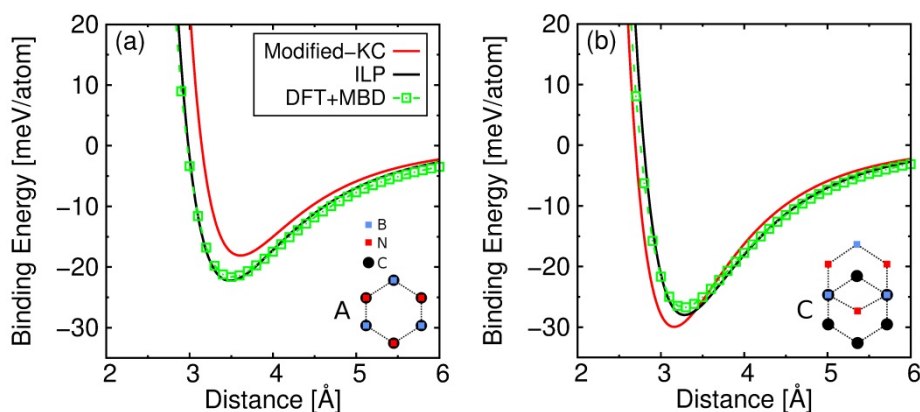 (a)
Modified-KC
ILP
DFT+MBD
20
10
0
-10
-20
-30
Binding Energy [meV/atom]
B
N
C
A
2 3 4 5 6
Distance [Å]
(b)
20
10
0
-10
-20
-30
Binding Energy [meV/atom]
B
N
C
C
2 3 4 5 6
Distance [Å]